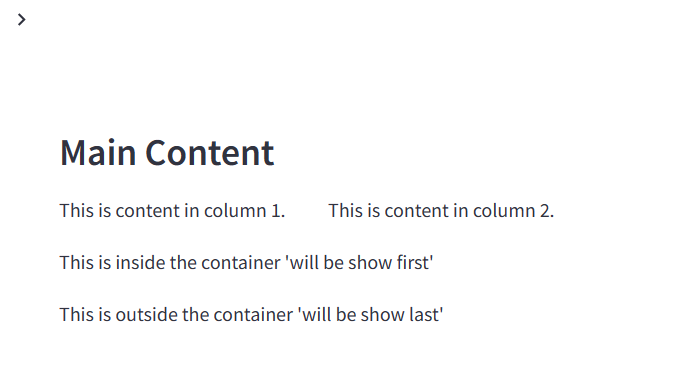 Main Content
This is content in column 1. This is content in column 2.
This is inside the container 'will be show first'
This is outside the container 'will be show last'